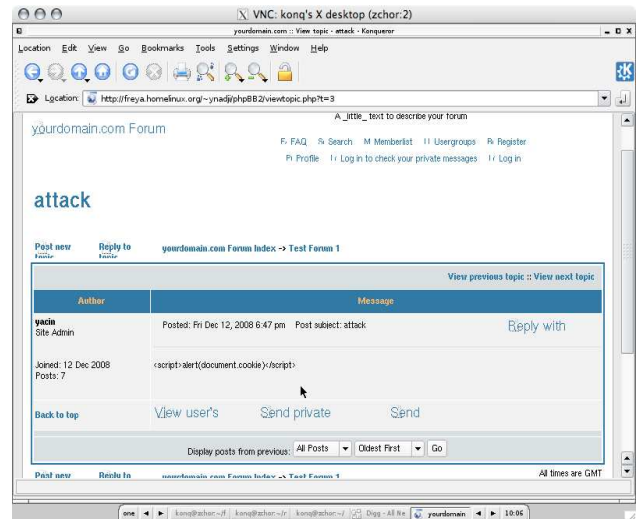 VNC: konq's X desktop (zchor:2)
yourdomain.com :: View topic - attack - Konqueror
Location Edit View Go Bookmarks Tools Settings Window Help
Location: http://freya.homelinux.org/~ynadji/phpBB2/viewtopic.php?t=3
A _little_ text to describe your forum
yourdomain.com Forum
FAQ Search Memberlist Usergroups Register
Profile Log in to check your private messages Log in
attack
Post new topic Reply to topic yourdomain.com Forum Index -> Test Forum 1
View previous topic :: View next topic
Author Message
yacin
Site Admin
Posted: Fri Dec 12, 2008 6:47 pm Post subject: attack Reply with
Joined: 12 Dec 2008
Posts: 7
<script>alert(document.cookie)</script>
Back to top View user's Send private Send
Display posts from previous: All Posts Oldest First Go
Post new Reply to yourdomain.com Forum Index -> Test Forum 1 All times are GMT
one Digg - All Ne yourdomain 10:06